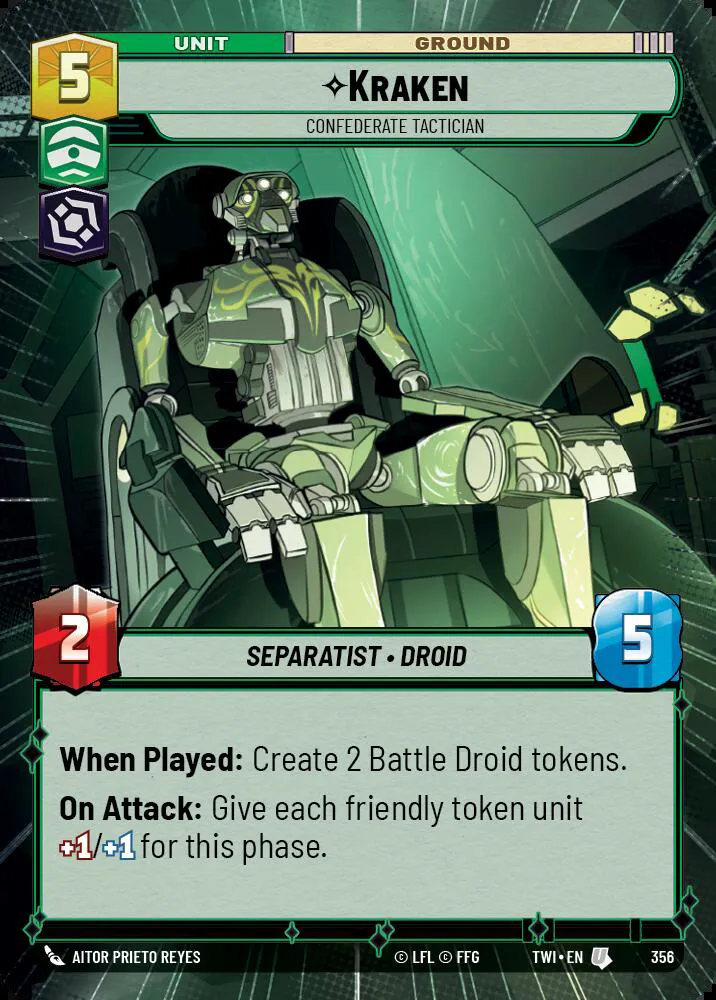 UNIT
GROUND
5
✧KRAKEN
CONFEDERATE TACTICIAN
2
SEPARATIST • DROID
5
When Played: Create 2 Battle Droid tokens.
On Attack: Give each friendly token unit
+1/+1 for this phase.
AITOR PRIETO REYES
© LFL © FFG
TWI • EN
U
356